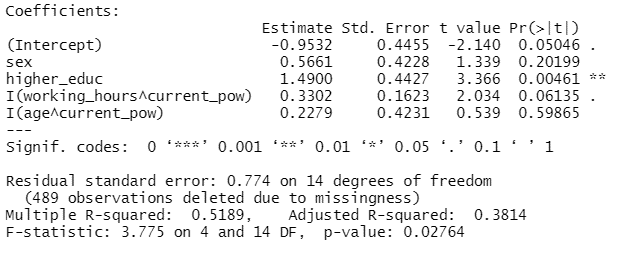 Coefficients:
Estimate Std. Error t value Pr(>|t|)
(Intercept) -0.9532 0.4455 -2.140 0.05046 .
sex 0.5661 0.4228 1.339 0.20199
higher_educ 1.4900 0.4427 3.366 0.00461 **
I(working_hours^current_pow) 0.3302 0.1623 2.034 0.06135 .
I(age^current_pow) 0.2279 0.4231 0.539 0.59865
---
Signif. codes: 0 ‘***’ 0.001 ‘**’ 0.01 ‘*’ 0.05 ‘.’ 0.1 ‘ ’ 1
Residual standard error: 0.774 on 14 degrees of freedom
(489 observations deleted due to missingness)
Multiple R-squared: 0.5189, Adjusted R-squared: 0.3814
F-statistic: 3.775 on 4 and 14 DF, p-value: 0.02764